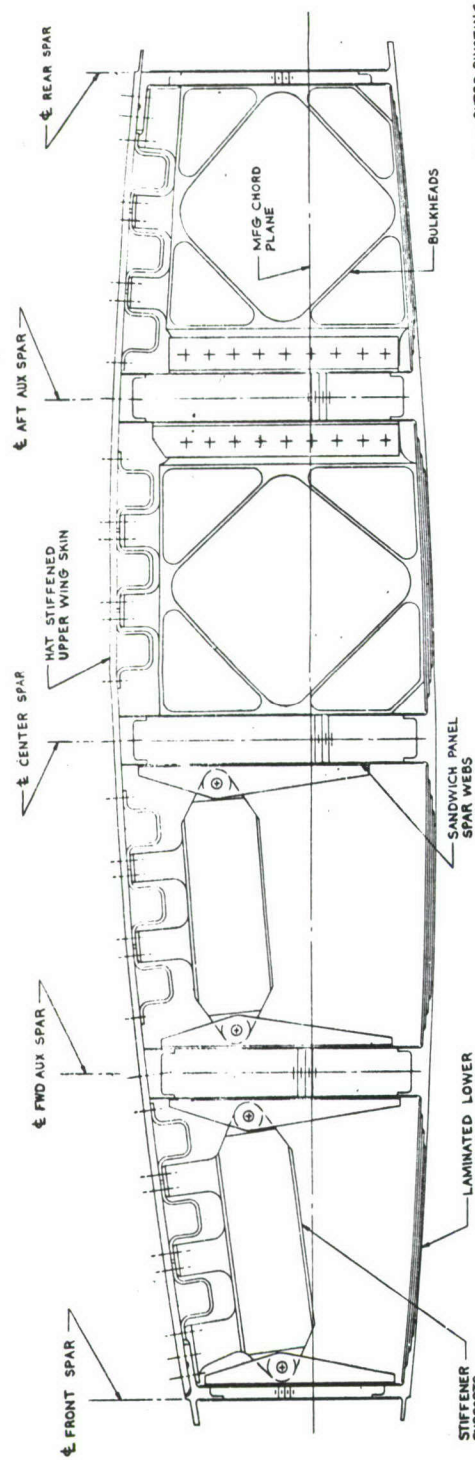 ℄ FRONT SPAR
℄ FWD AUX SPAR
℄ CENTER SPAR
HAT STIFFENED
UPPER WING SKIN
℄ AFT AUX SPAR
℄ REAR SPAR
MFG CHORD
PLANE
BULKHEADS
SANDWICH PANEL
SPAR WEBS
LAMINATED LOWER
STIFFENER